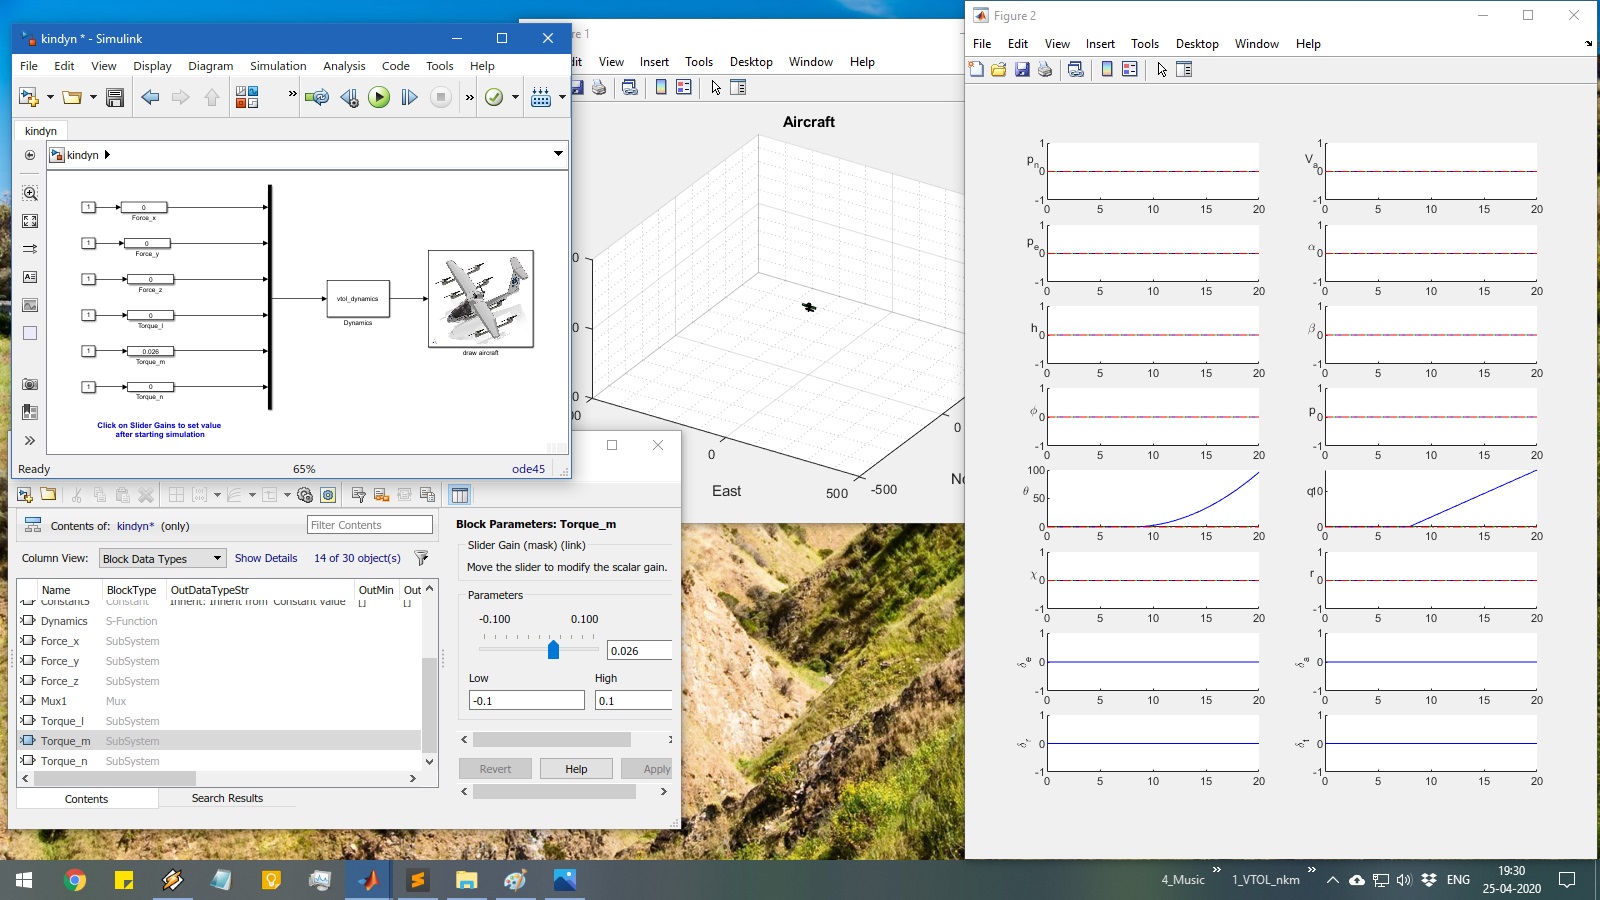 kindyn * - Simulink
File Edit View Display Diagram Simulation Analysis Code Tools Help
kindyn
kindyn
1 0 Force_x
1 0 Force_y
1 0 Force_z
1 0 Torque_l
1 0.026 Torque_m
1 0 Torque_n
vtol_dynamics
Dynamics
draw aircraft
Click on Slider Gains to set value
after starting simulation
Ready 65% ode45
Contents of: kindyn* (only) Filter Contents
Column View: Block Data Types Show Details 14 of 30 object(s)
Name BlockType OutDataTypeStr OutMin Out
Constant5 Constant Inherit: Inherit from 'Constant value' [] []
Dynamics S-Function
Force_x SubSystem
Force_y SubSystem
Force_z SubSystem
Mux1 Mux
Torque_l SubSystem
Torque_m SubSystem
Torque_n SubSystem
Contents Search Results
Block Parameters: Torque_m
Slider Gain (mask) (link)
Move the slider to modify the scalar gain.
Parameters
-0.100 0.100
0.026
Low High
-0.1 0.1
Revert Help Apply
re 1
dit View Insert Tools Desktop Window Help
Aircraft
0
0
0
00
0
East 500 -500
0
No
Figure 2
File Edit View Insert Tools Desktop Window Help
1
pn 0
-1
0 5 10 15 20
1
Va 0
-1
0 5 10 15 20
1
pe 0
-1
0 5 10 15 20
1
α 0
-1
0 5 10 15 20
1
h 0
-1
0 5 10 15 20
1
β 0
-1
0 5 10 15 20
1
ϕ 0
-1
0 5 10 15 20
1
p 0
-1
0 5 10 15 20
100
θ 50
0
0 5 10 15 20
q10
0
0 5 10 15 20
1
χ 0
-1
0 5 10 15 20
1
r 0
-1
0 5 10 15 20
1
δe 0
-1
0 5 10 15 20
1
δa 0
-1
0 5 10 15 20
1
δr 0
-1
0 5 10 15 20
1
δt 0
-1
0 5 10 15 20
4_Music » 1_VTOL_nkm » ENG 19:30
25-04-2020